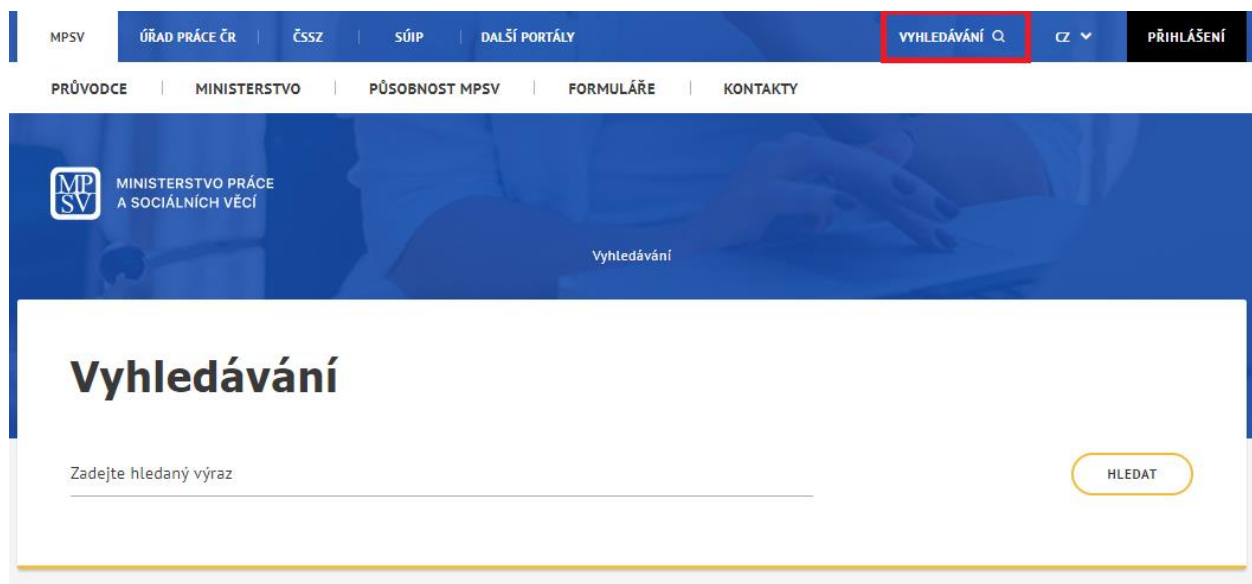 MPSV ÚŘAD PRÁCE ČR ČSSZ SÚIP DALŠÍ PORTÁLY VYHLEDÁVÁNÍ CZ PŘIHLÁŠENÍ
PRŮVODCE MINISTERSTVO PŮSOBNOST MPSV FORMULÁŘE KONTAKTY
MP
SV
MINISTERSTVO PRÁCE
A SOCIÁLNÍCH VĚCÍ
Vyhledávání
Vyhledávání
Zadejte hledaný výraz HLEDAT